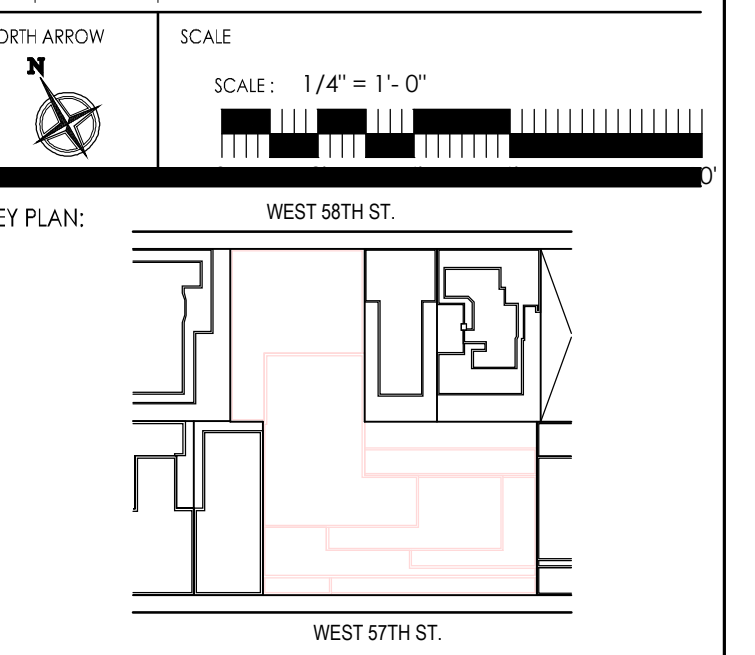 ORTH ARROW
SCALE
N
SCALE : 1/4" = 1'- 0"
0'
EY PLAN:
WEST 58TH ST.
WEST 57TH ST.